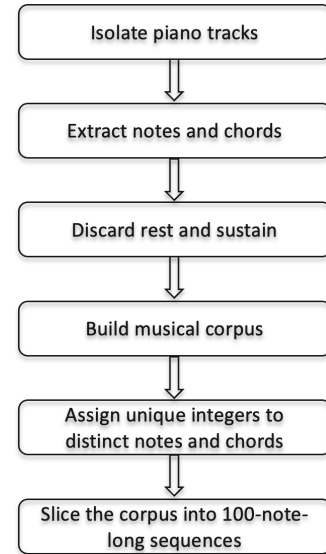 Isolate piano tracks
Extract notes and chords
Discard rest and sustain
Build musical corpus
Assign unique integers to
distinct notes and chords
Slice the corpus into 100-note-
long sequences